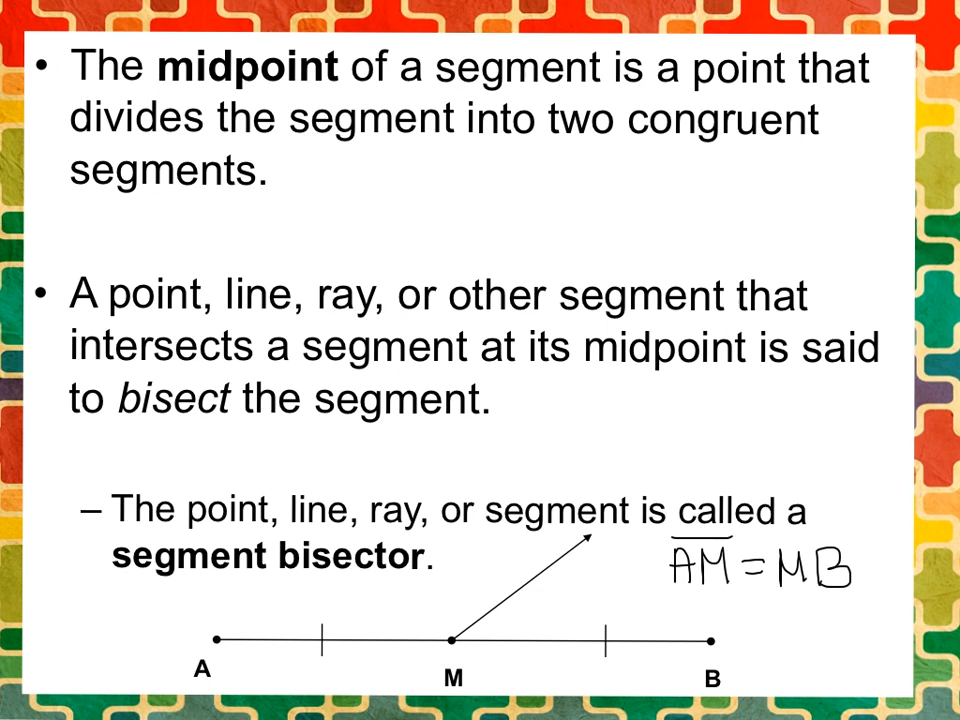 • The midpoint of a segment is a point that
divides the segment into two congruent
segments.
• A point, line, ray, or other segment that
intersects a segment at its midpoint is said
to bisect the segment.
– The point, line, ray, or segment is called a
segment bisector.
A̅M̅ = MB
A M B